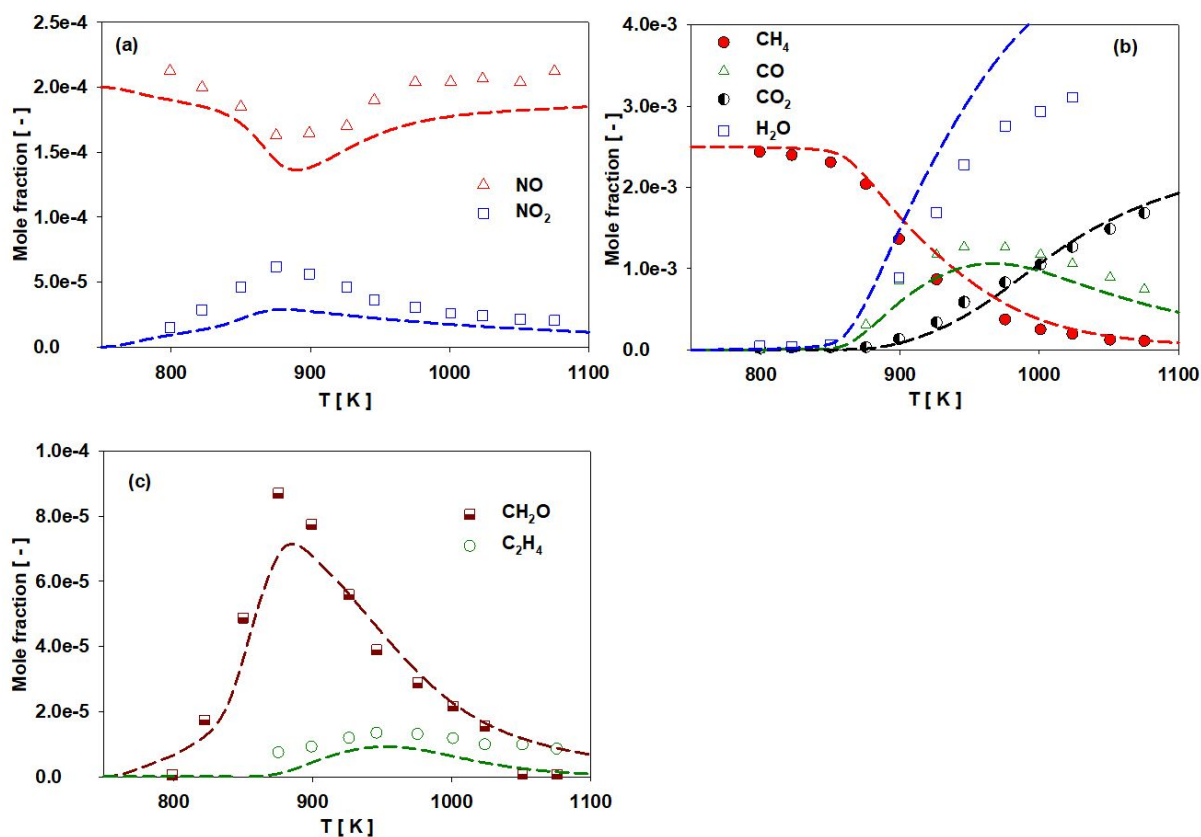 (a)
Mole fraction [ - ]
2.5e-4
2.0e-4
1.5e-4
1.0e-4
5.0e-5
0.0
NO
NO₂
800 900 1000 1100
T [ K ]
(b)
Mole fraction [ - ]
4.0e-3
3.0e-3
2.0e-3
1.0e-3
0.0
CH₄
CO
CO₂
H₂O
800 900 1000 1100
T [ K ]
(c)
Mole fraction [ - ]
1.0e-4
8.0e-5
6.0e-5
4.0e-5
2.0e-5
0.0
CH₂O
C₂H₄
800 900 1000 1100
T [ K ]